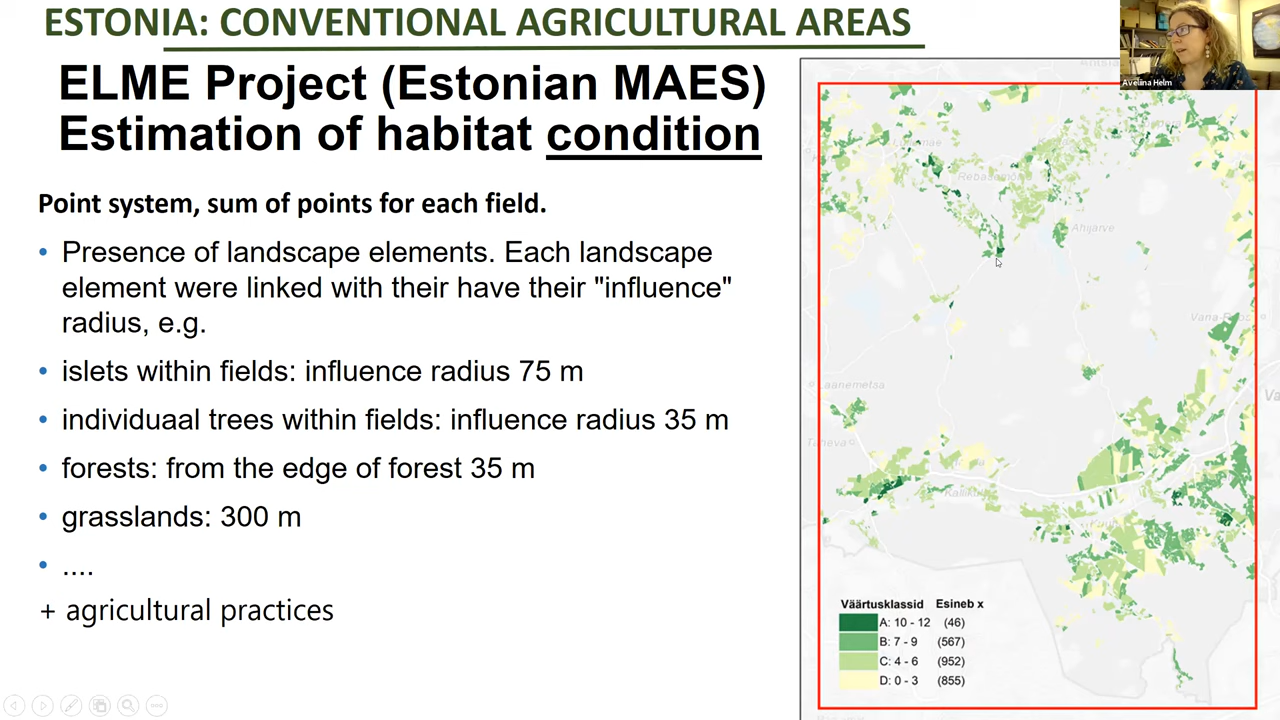 ESTONIA: CONVENTIONAL AGRICULTURAL AREAS
Avelina Helm
ELME Project (Estonian MAES)
Estimation of habitat condition
Point system, sum of points for each field.
• Presence of landscape elements. Each landscape
element were linked with their have their "influence"
radius, e.g.
• islets within fields: influence radius 75 m
• individuaal trees within fields: influence radius 35 m
• forests: from the edge of forest 35 m
• grasslands: 300 m
• ....
+ agricultural practices
Ahijärve
Laanemetsa
Väärtusklassid Esineb x
A: 10 - 12 (46)
B: 7 - 9 (567)
C: 4 - 6 (952)
D: 0 - 3 (855)